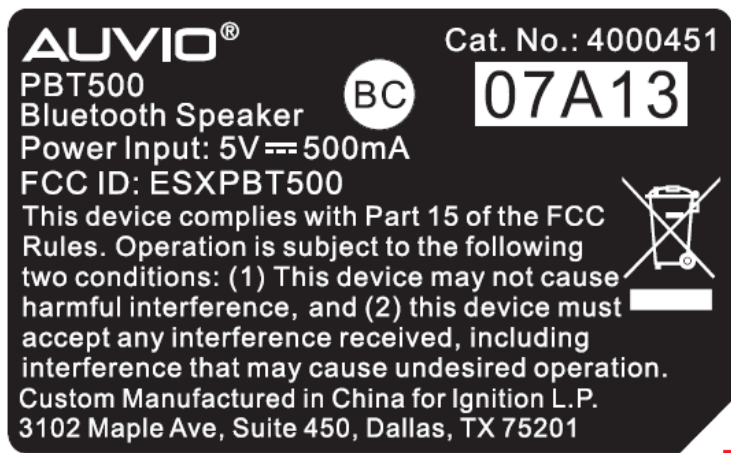 AUVIO®
Cat. No.: 4000451
PBT500
BC
07A13
Bluetooth Speaker
Power Input: 5V⎓500mA
FCC ID: ESXPBT500
This device complies with Part 15 of the FCC
Rules. Operation is subject to the following
two conditions: (1) This device may not cause
harmful interference, and (2) this device must
accept any interference received, including
interference that may cause undesired operation.
Custom Manufactured in China for Ignition L.P.
3102 Maple Ave, Suite 450, Dallas, TX 75201